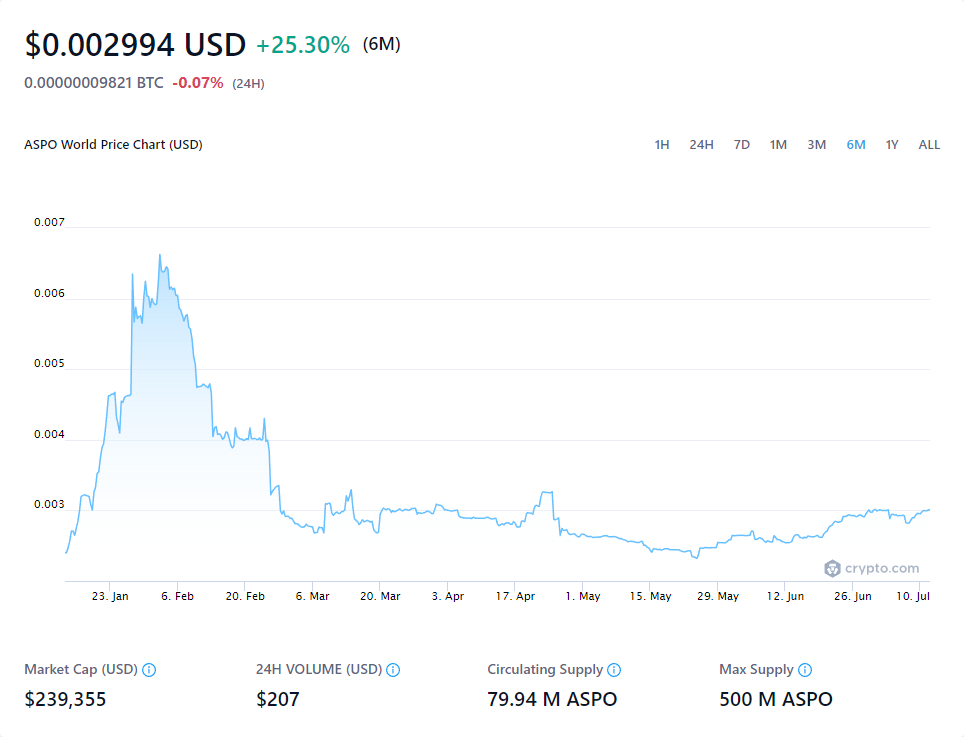 $0.002994 USD +25.30% (6M)
0.00000009821 BTC -0.07% (24H)
ASPO World Price Chart (USD) 1H 24H 7D 1M 3M 6M 1Y ALL
0.007
0.006
0.005
0.004
0.003
crypto.com
23. Jan 6. Feb 20. Feb 6. Mar 20. Mar 3. Apr 17. Apr 1. May 15. May 29. May 12. Jun 26. Jun 10. Jul
Market Cap (USD) 24H VOLUME (USD) Circulating Supply Max Supply
$239,355 $207 79.94 M ASPO 500 M ASPO